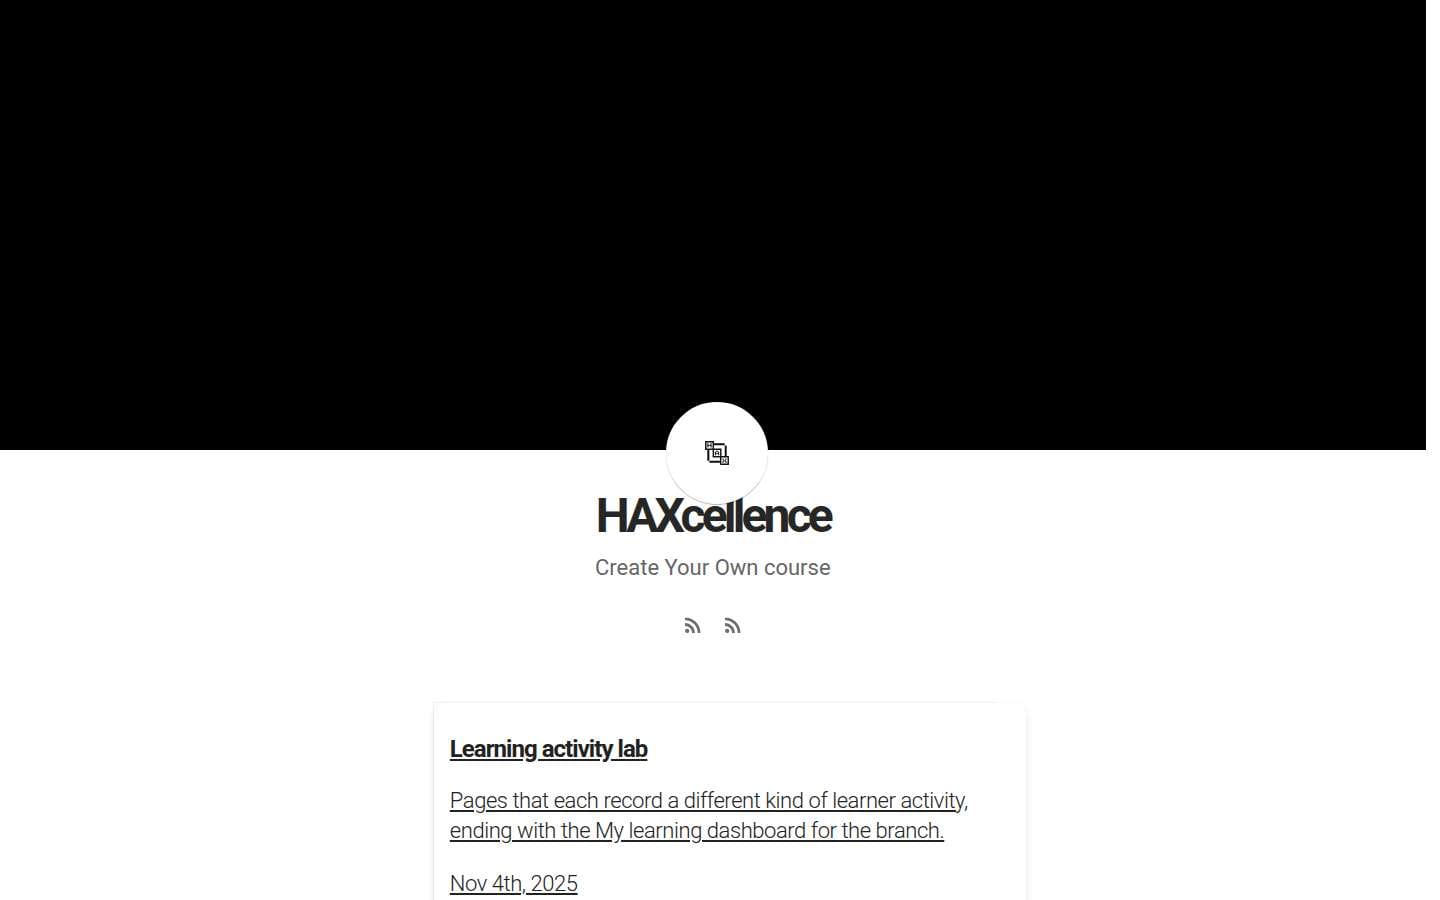 HAXcellence
Create Your Own course
Learning activity lab
Pages that each record a different kind of learner activity,
ending with the My learning dashboard for the branch.
Nov 4th, 2025